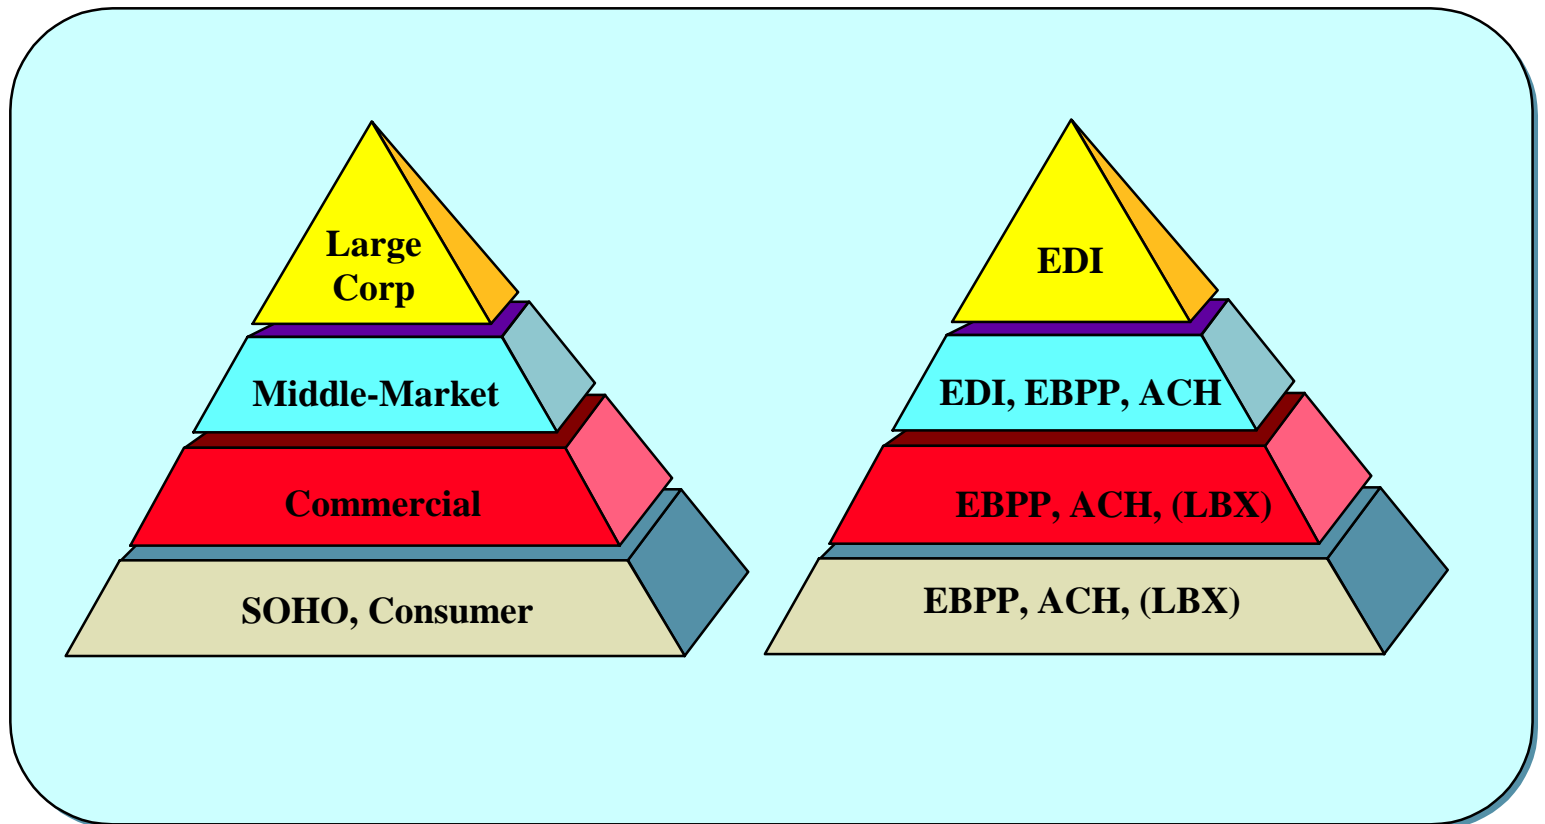 Large
Corp
Middle-Market
Commercial
SOHO, Consumer
EDI
EDI, EBPP, ACH
EBPP, ACH, (LBX)
EBPP, ACH, (LBX)